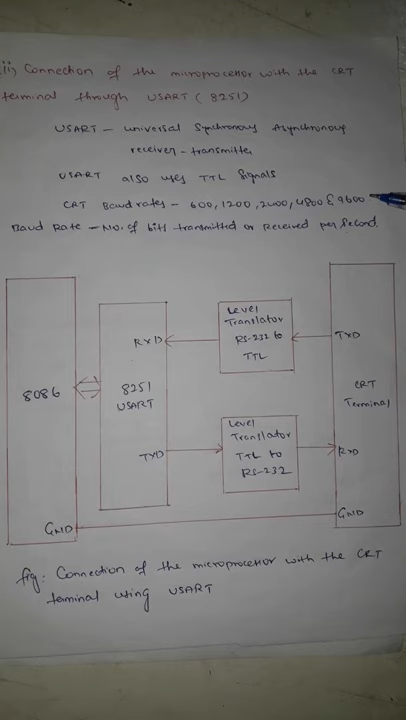 ii) Connection of the microprocessor with the CRT
terminal through USART (8251)
USART - universal Synchronous Asynchronous
receiver-transmitter
USART also uses TTL Signals
CRT Baud rates - 600, 1200, 2400, 4800 & 9600
Baud Rate - No. of bits transmitted or Received per second.
Level
Translator
RS-232 to
TTL
RXD
TXD
8086
8251
USART
CRT
Terminal
Level
Translator
TTL to
RS-232
TXD
RXD
GND
GND
fig: Connection of the microprocessor with the CRT
terminal using USART